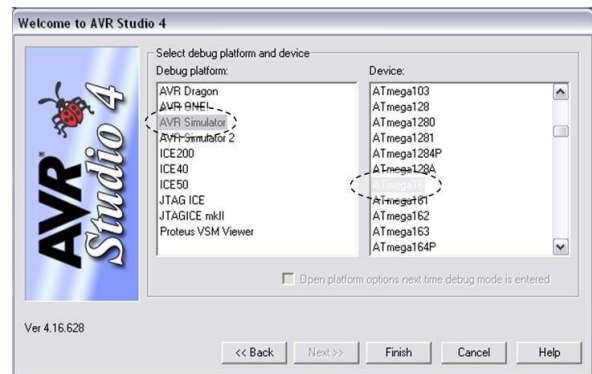 Welcome to AVR Studio 4
AVR
Studio 4
Select debug platform and device
Debug platform:
AVR Dragon
AVR ONE!
AVR Simulator
AVR Simulator 2
ICE200
ICE40
ICE50
JTAG ICE
JTAGICE mkII
Proteus VSM Viewer
Device:
ATmega103
ATmega128
ATmega1280
ATmega1281
ATmega1284P
ATmega128A
ATmega16
ATmega161
ATmega162
ATmega163
ATmega164P
Open platform options next time debug mode is entered
Ver 4.16.628
<< Back
Next >>
Finish
Cancel
Help